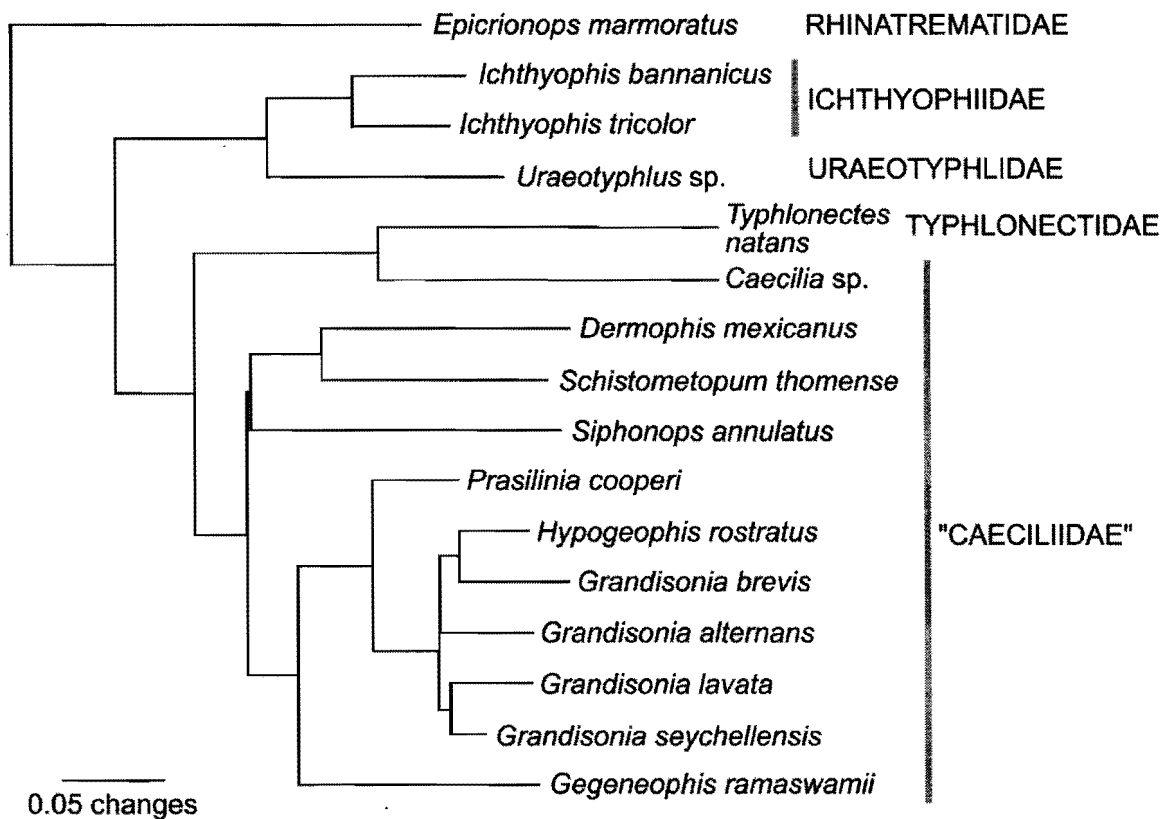 Epicrionops marmoratus RHINATREMATIDAE
Ichthyophis bannanicus
ICHTHYOPHIIDAE
Ichthyophis tricolor
Uraeotyphlus sp. URAEOTYPHLIDAE
Typhlonectes natans TYPHLONECTIDAE
Caecilia sp.
Dermophis mexicanus
Schistometopum thomense
Siphonops annulatus
Prasilinia cooperi
Hypogeophis rostratus
"CAECILIIDAE"
Grandisonia brevis
Grandisonia alternans
Grandisonia lavata
Grandisonia seychellensis
Gegeneophis ramaswamii
0.05 changes